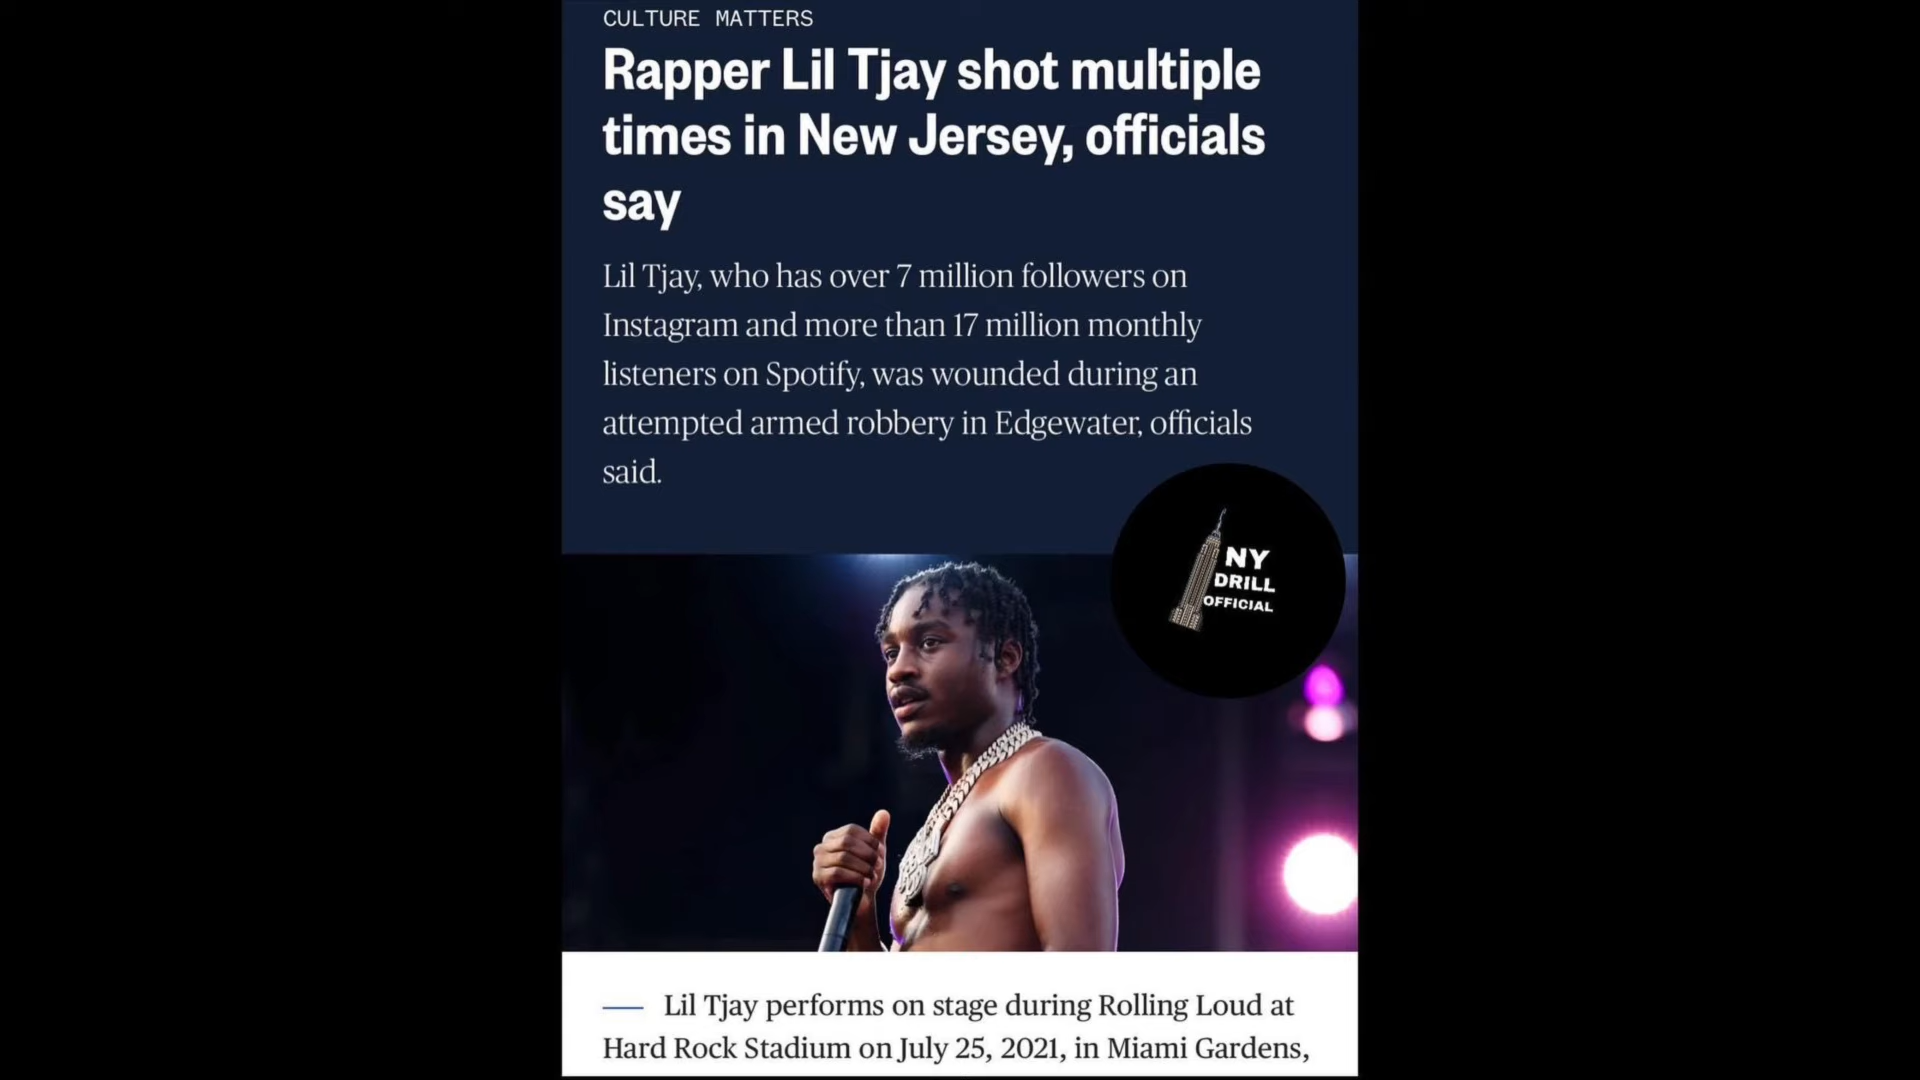 CULTURE MATTERS
Rapper Lil Tjay shot multiple
times in New Jersey, officials
say
Lil Tjay, who has over 7 million followers on
Instagram and more than 17 million monthly
listeners on Spotify, was wounded during an
attempted armed robbery in Edgewater, officials
said.
NY
DRILL
OFFICIAL
Lil Tjay performs on stage during Rolling Loud at
Hard Rock Stadium on July 25, 2021, in Miami Gardens,